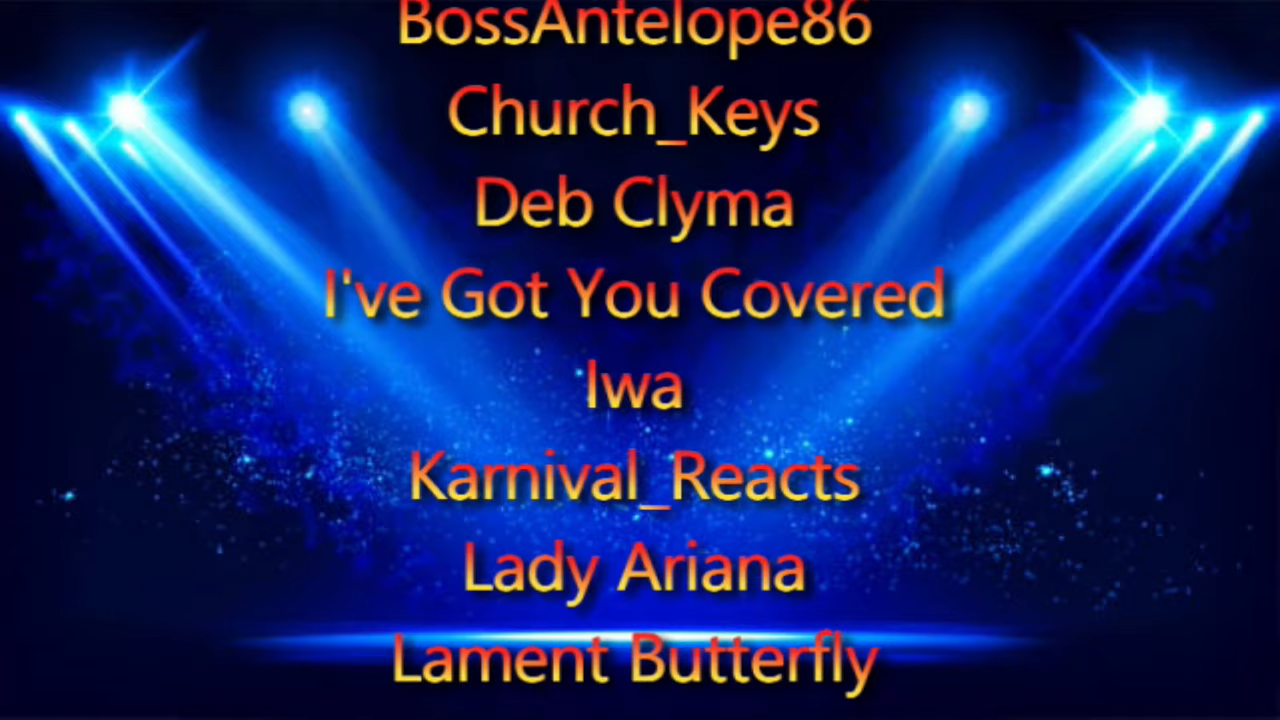 BossAntelope86
Church_Keys
Deb Clyma
I've Got You Covered
Iwa
Karnival_Reacts
Lady Ariana
Lament Butterfly